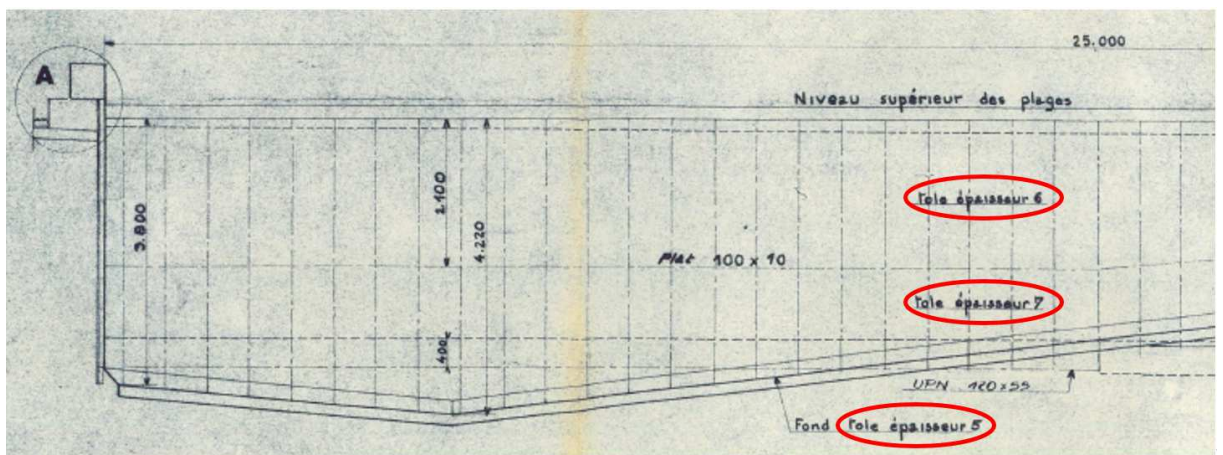 25.000
A
Niveau supérieur des plages
3.800
2.100
4.220
tole épaisseur 6
Plat 100 x 10
tole épaisseur 7
400
UPN 120x55
Fond tole épaisseur 5